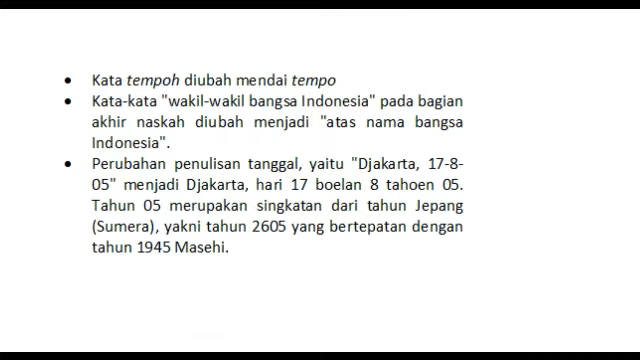 • Kata tempoh diubah mendai tempo
• Kata-kata "wakil-wakil bangsa Indonesia" pada bagian
akhir naskah diubah menjadi "atas nama bangsa
Indonesia".
• Perubahan penulisan tanggal, yaitu "Djakarta, 17-8-
05" menjadi Djakarta, hari 17 boelan 8 tahoen 05.
Tahun 05 merupakan singkatan dari tahun Jepang
(Sumera), yakni tahun 2605 yang bertepatan dengan
tahun 1945 Masehi.